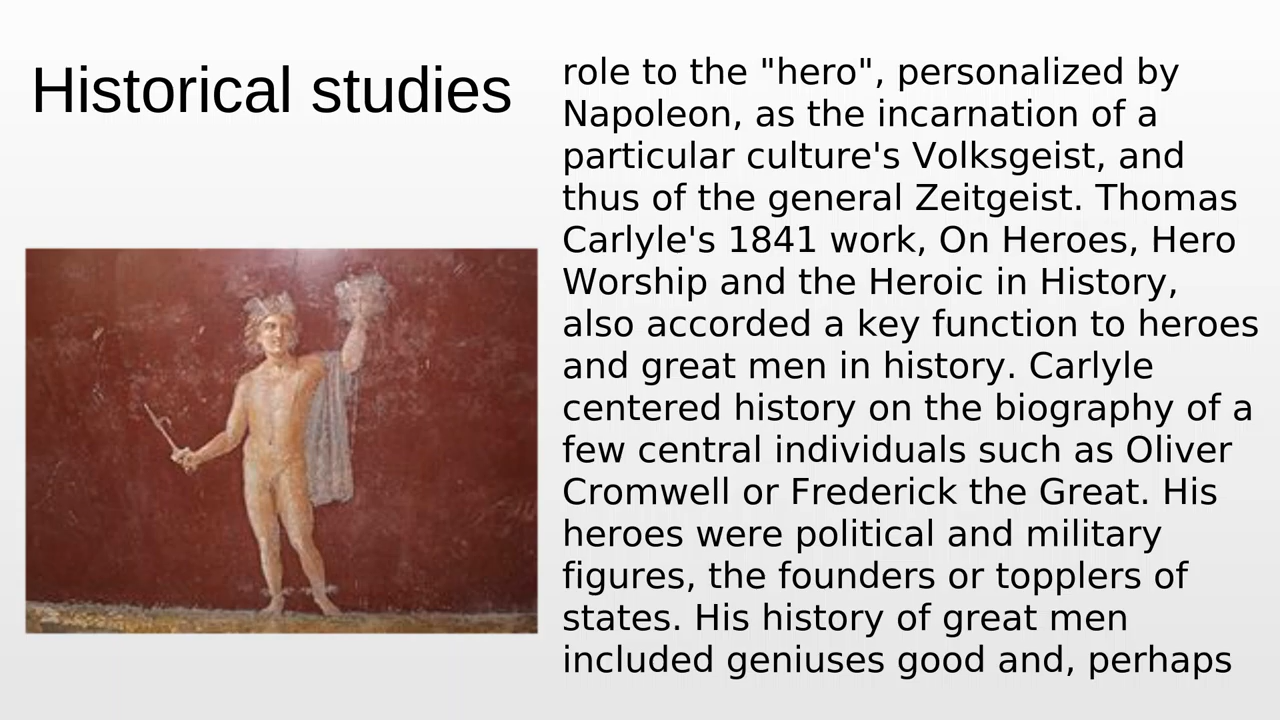 Historical studies
role to the "hero", personalized by
Napoleon, as the incarnation of a
particular culture's Volksgeist, and
thus of the general Zeitgeist. Thomas
Carlyle's 1841 work, On Heroes, Hero
Worship and the Heroic in History,
also accorded a key function to heroes
and great men in history. Carlyle
centered history on the biography of a
few central individuals such as Oliver
Cromwell or Frederick the Great. His
heroes were political and military
figures, the founders or topplers of
states. His history of great men
included geniuses good and, perhaps